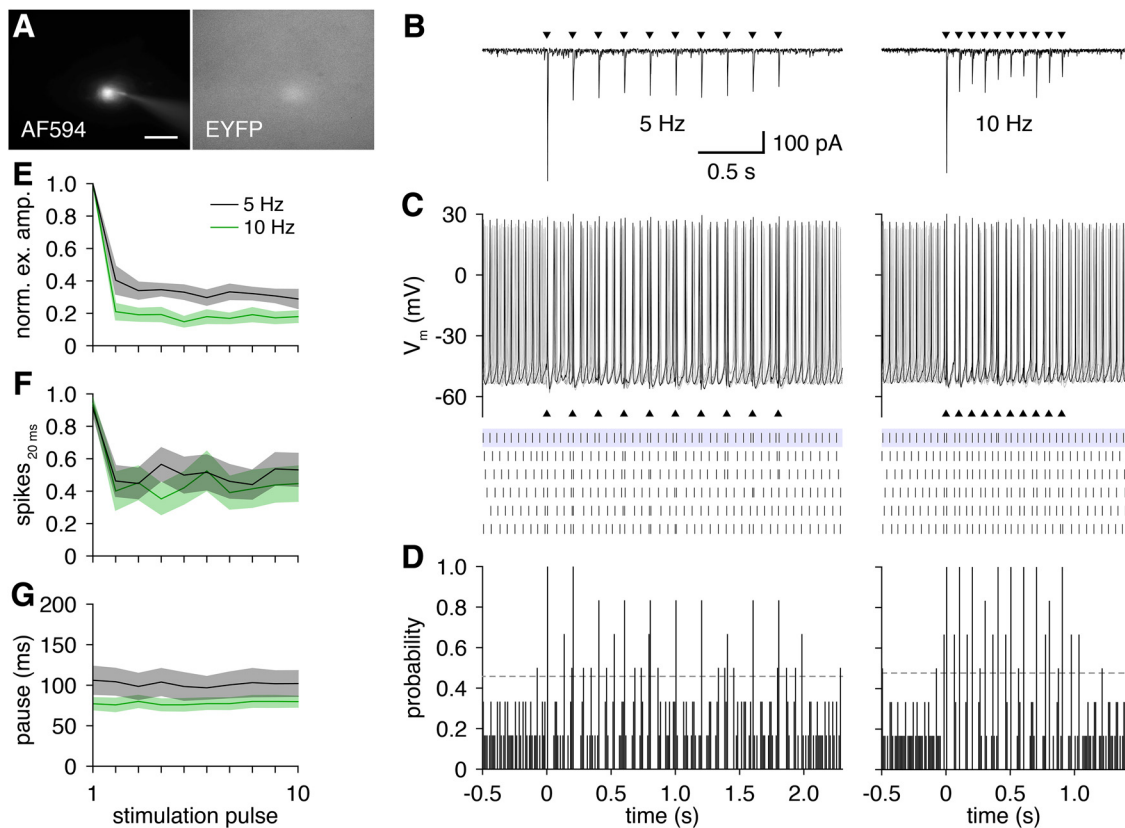 A
AF594
EYFP
B
5 Hz
10 Hz
100 pA
0.5 s
E
norm. ex. amp.
1.0
0.8
0.6
0.4
0.2
0
5 Hz
10 Hz
C
V_m (mV)
30
0
-30
-60
F
spikes_20 ms
1.0
0.8
0.6
0.4
0.2
0
D
probability
1.0
0.8
0.6
0.4
0.2
0
-0.5 0 0.5 1.0 1.5 2.0
time (s)
-0.5 0 0.5 1.0
time (s)
G
pause (ms)
200
150
100
50
0
1 10
stimulation pulse